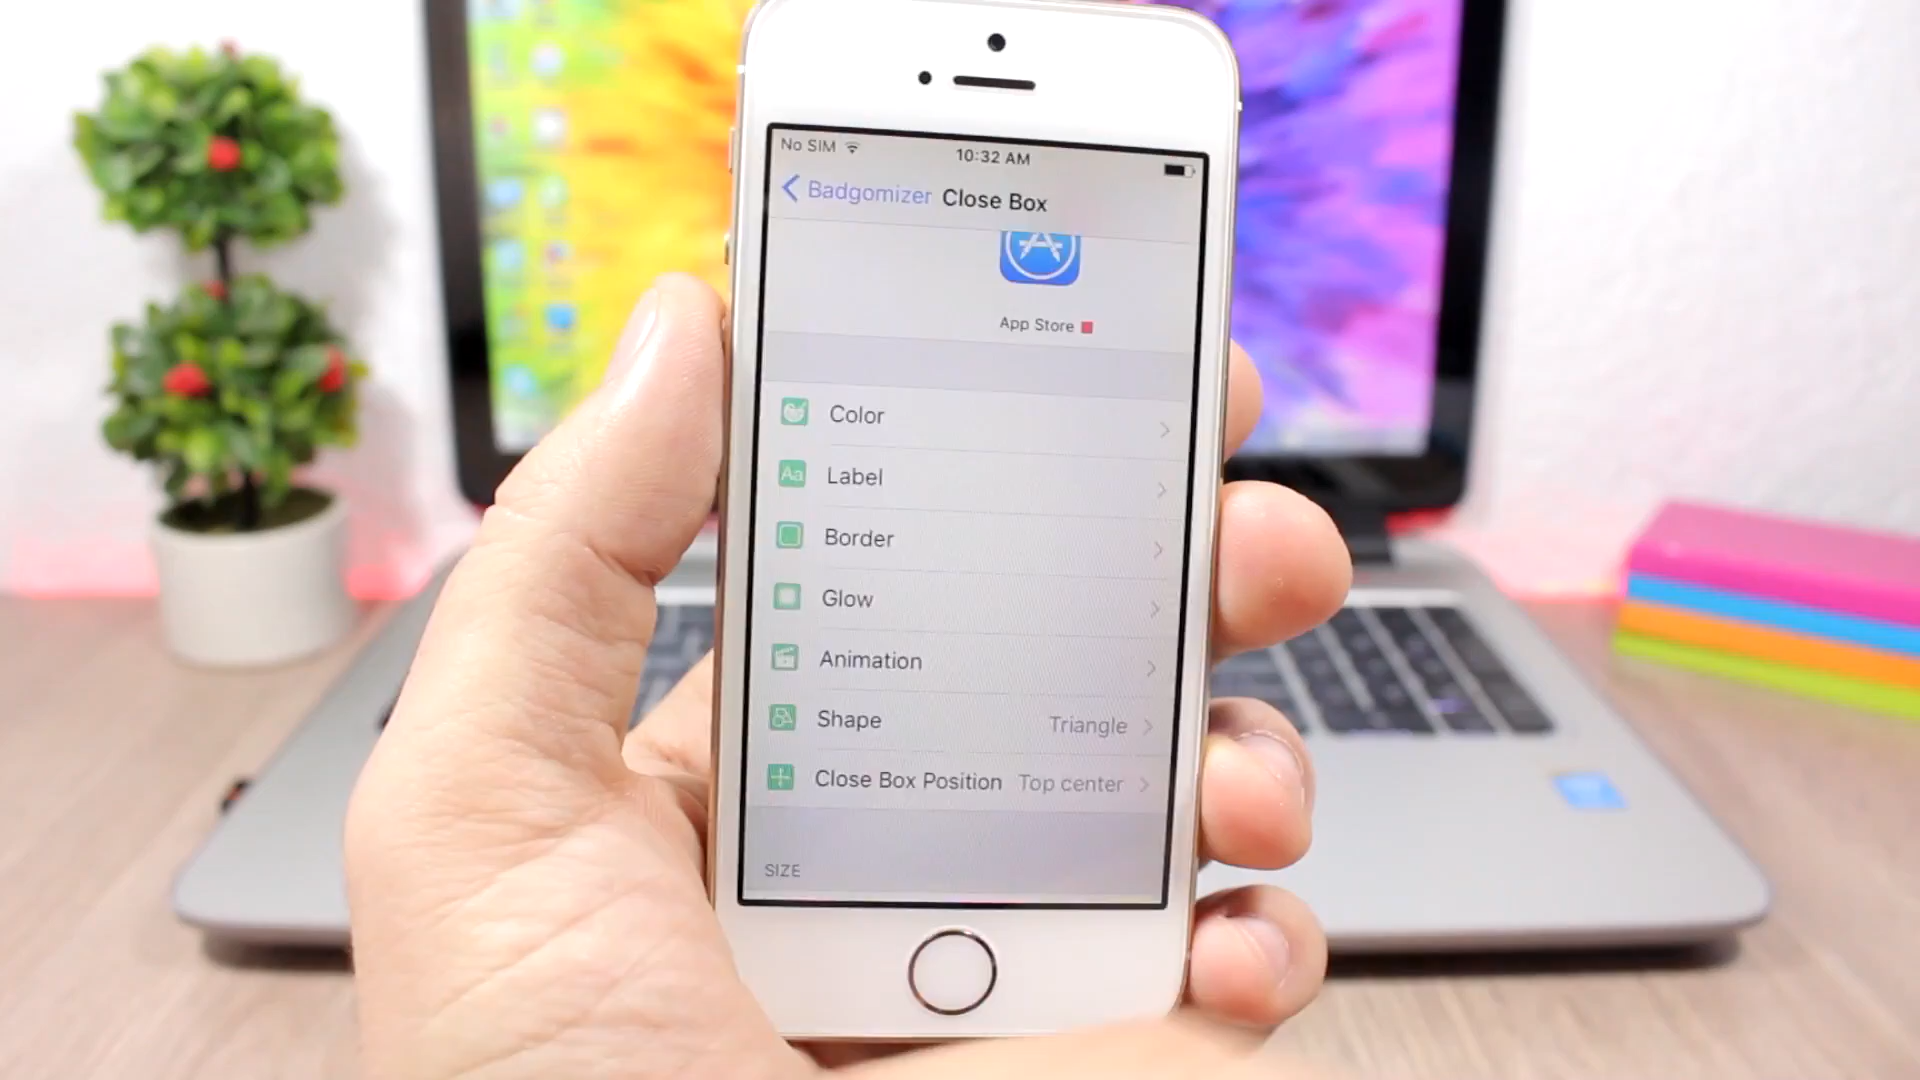 No SIM
10:32 AM
Badgomizer
Close Box
App Store
Color
Aa
Label
Border
Glow
Animation
Shape
Triangle
Close Box Position
Top center
SIZE